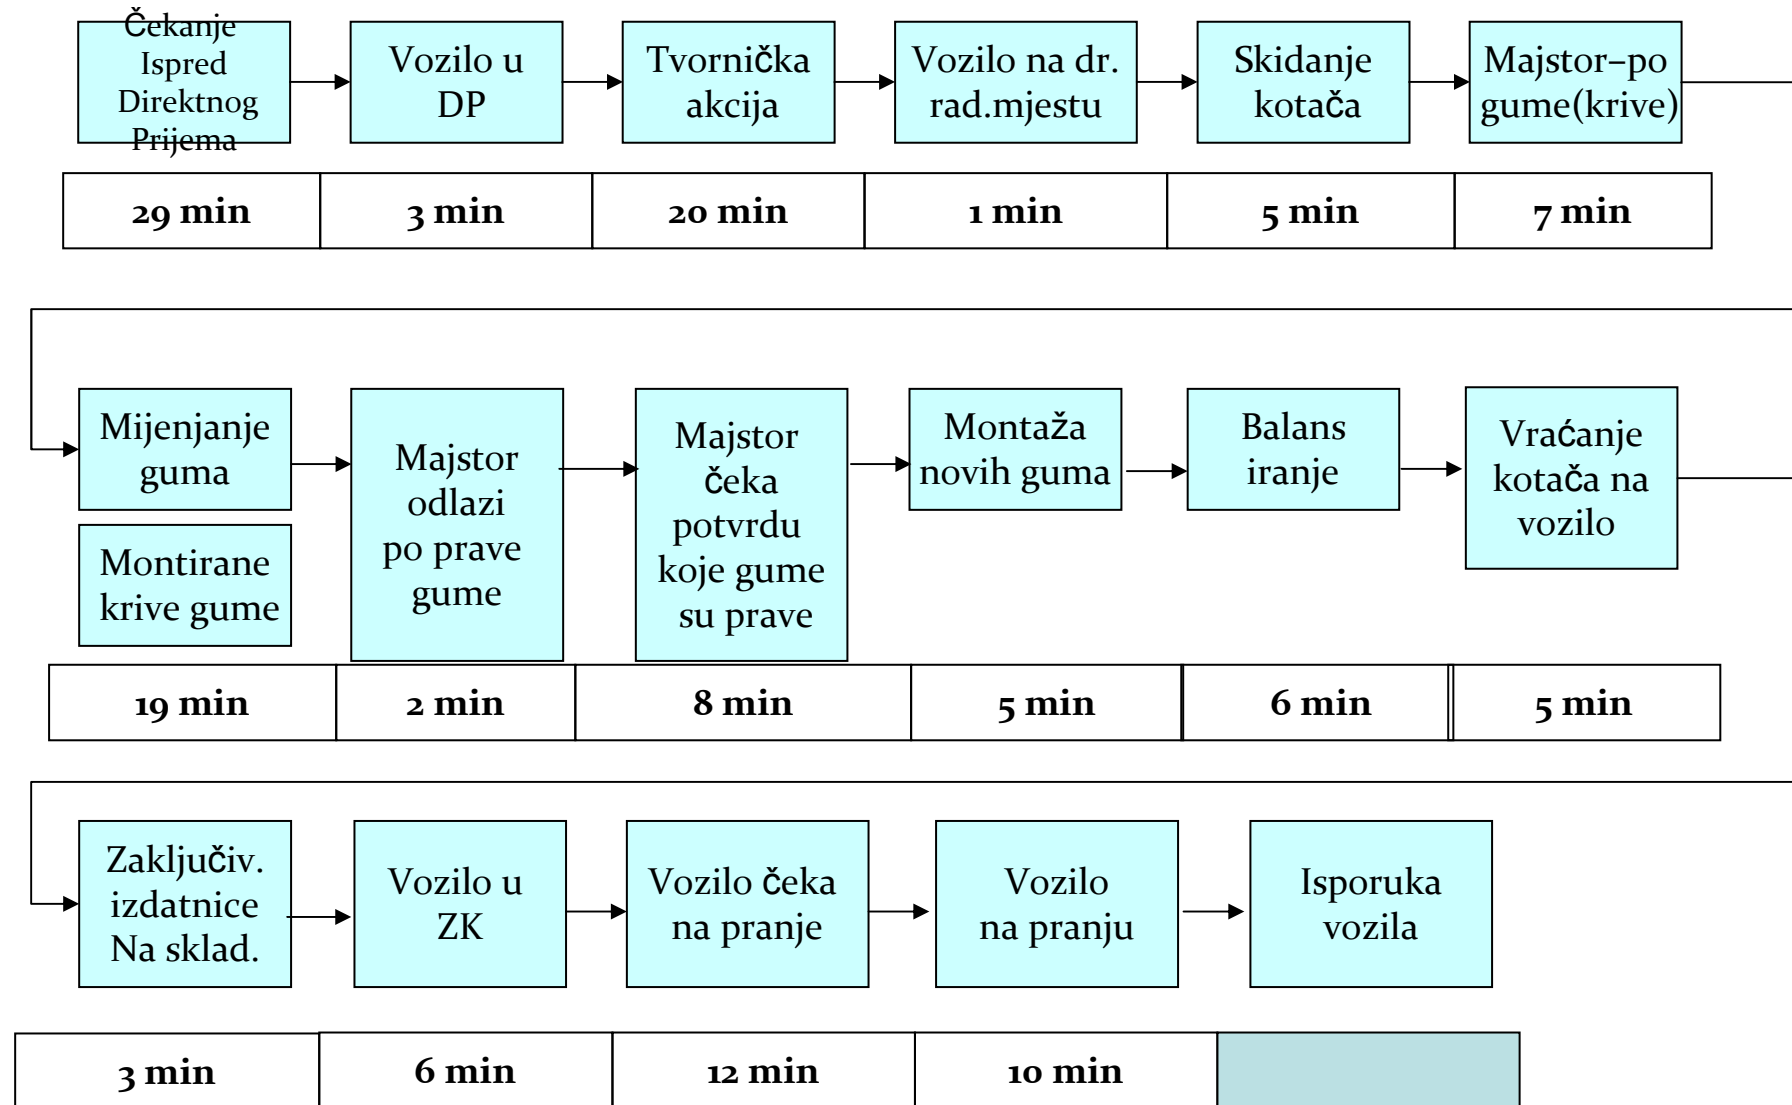 Čekanje
Ispred
Direktnog
Prijema
Vozilo u
DP
Tvornička
akcija
Vozilo na dr.
rad.mjestu
Skidanje
kotača
Majstor–po
gume(krive)
29 min
3 min
20 min
1 min
5 min
7 min
Mijenjanje
guma
Montirane
krive gume
Majstor
odlazi
po prave
gume
Majstor
čeka
potvrdu
koje gume
su prave
Montaža
novih guma
Balans
iranje
Vraćanje
kotača na
vozilo
19 min
2 min
8 min
5 min
6 min
5 min
Zaključiv.
izdatnice
Na sklad.
Vozilo u
ZK
Vozilo čeka
na pranje
Vozilo
na pranju
Isporuka
vozila
3 min
6 min
12 min
10 min